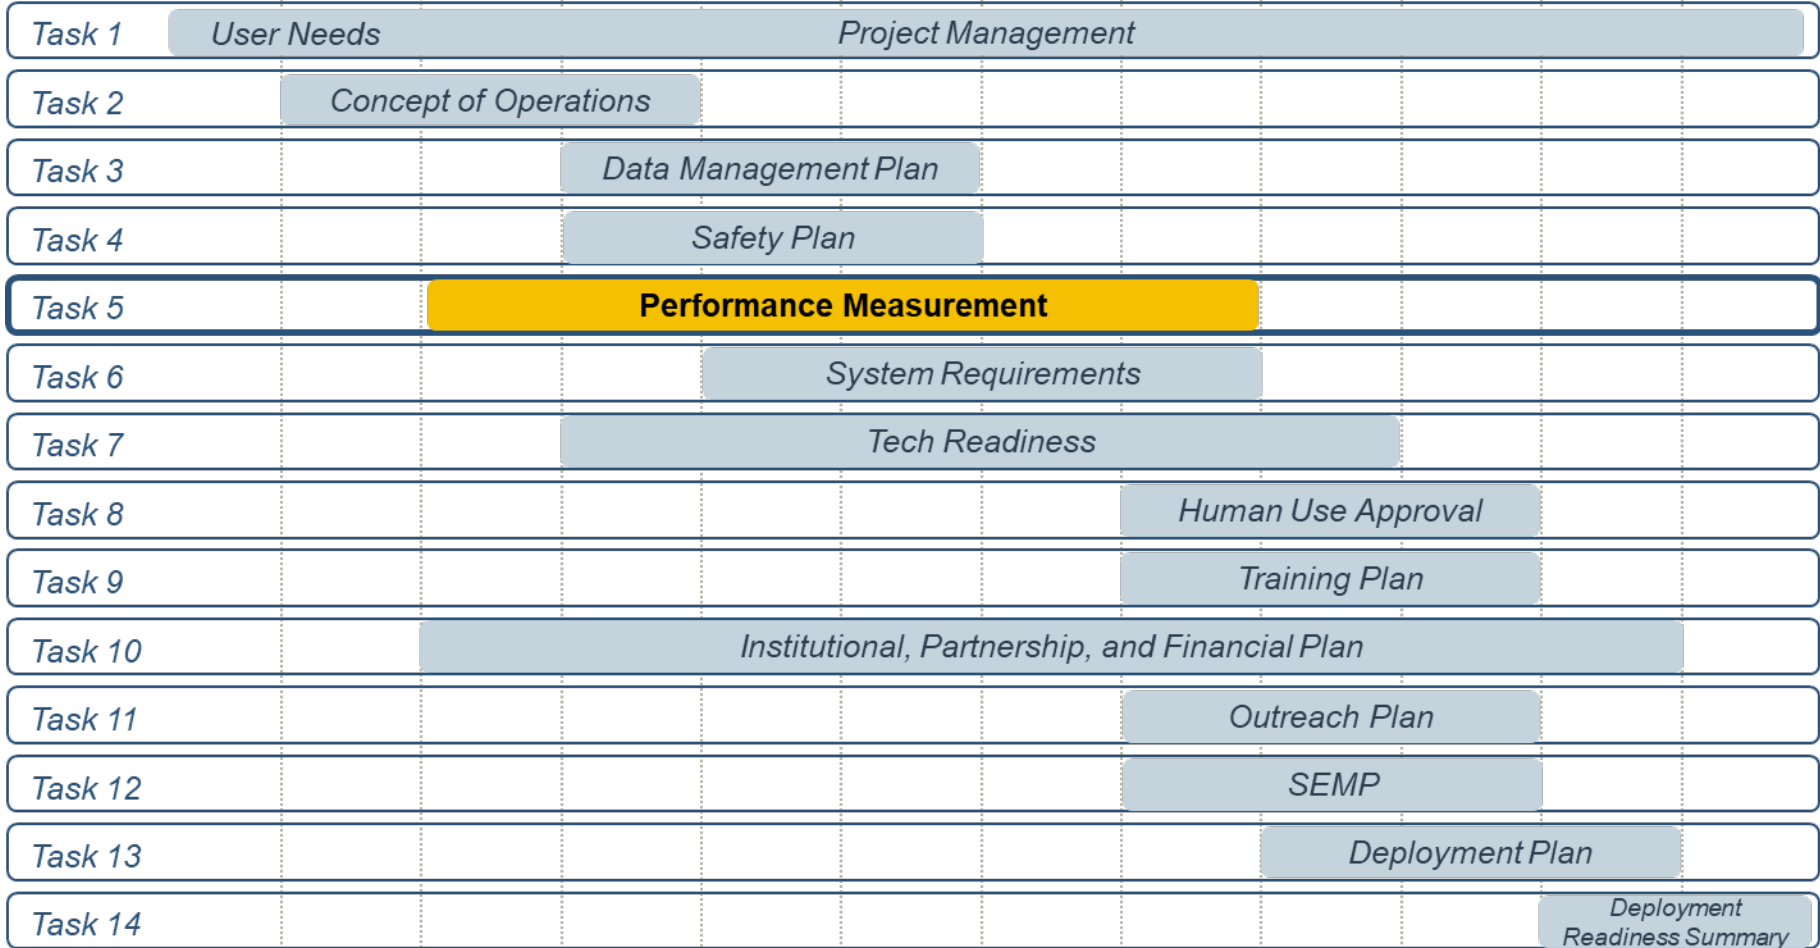 Task 1 User Needs Project Management
Task 2 Concept of Operations
Task 3 Data Management Plan
Task 4 Safety Plan
Task 5 Performance Measurement
Task 6 System Requirements
Task 7 Tech Readiness
Task 8 Human Use Approval
Task 9 Training Plan
Task 10 Institutional, Partnership, and Financial Plan
Task 11 Outreach Plan
Task 12 SEMP
Task 13 Deployment Plan
Task 14 Deployment
Readiness Summary